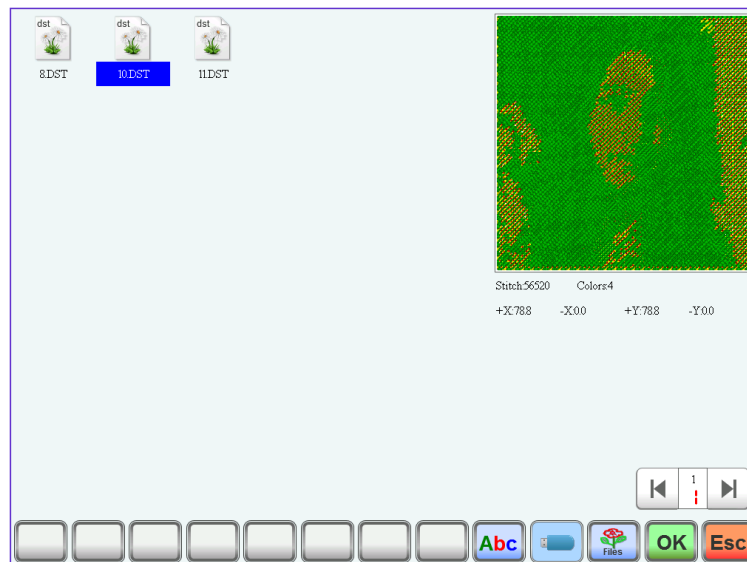 dst dst dst
8.DST 10.DST 11.DST
Stitch:56520 Colors:4
+X:78.8 -X:0.0 +Y:78.8 -Y:0.0
1
Abc Files OK Esc